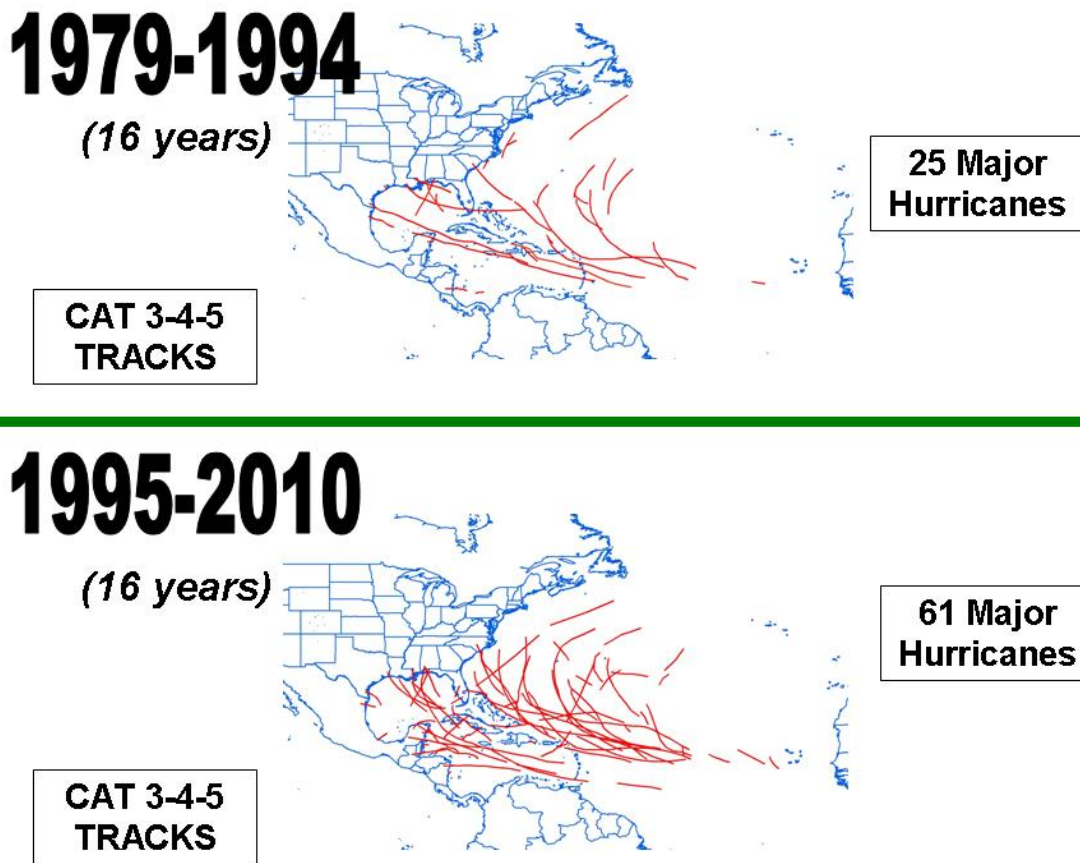 1979-1994
(16 years)
25 Major
Hurricanes
CAT 3-4-5
TRACKS
1995-2010
(16 years)
61 Major
Hurricanes
CAT 3-4-5
TRACKS